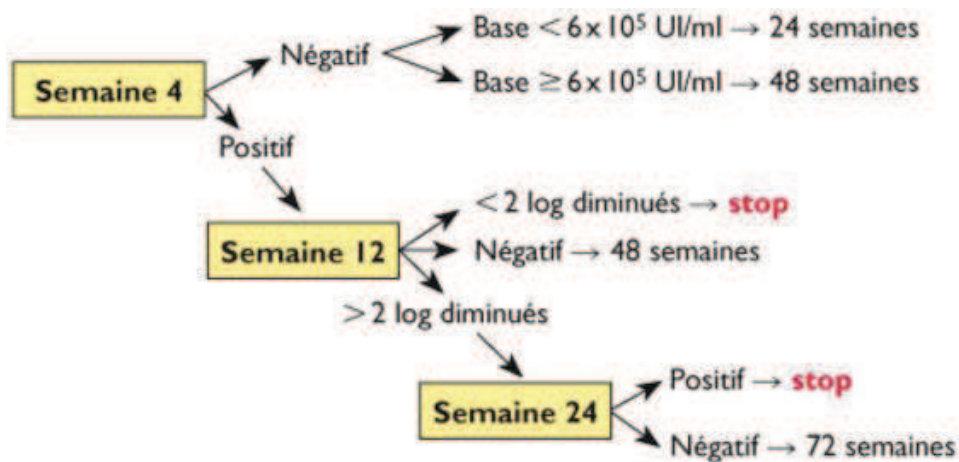 Base < 6 x 10⁵ UI/ml → 24 semaines
Négatif
Base ≥ 6 x 10⁵ UI/ml → 48 semaines
Semaine 4
Positif
< 2 log diminués → stop
Semaine 12
Négatif → 48 semaines
> 2 log diminués
Positif → stop
Semaine 24
Négatif → 72 semaines